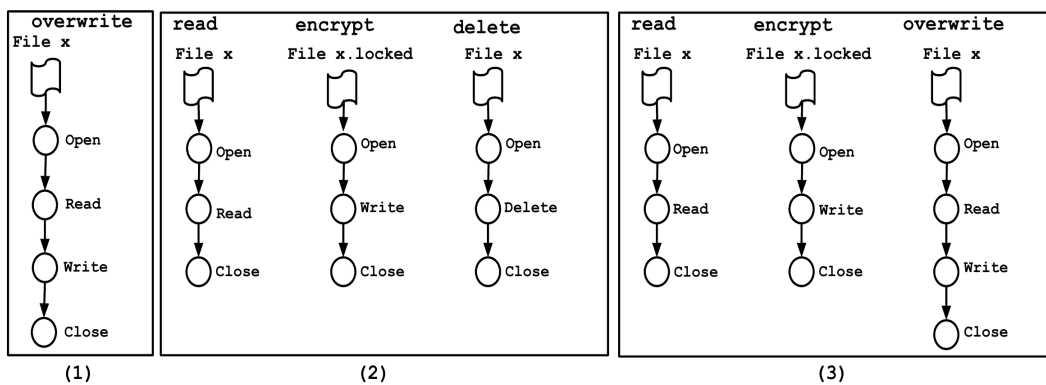 overwrite
File x
Open
Read
Write
Close
(1)
read encrypt delete
File x File x.locked File x
Open Open Open
Read Write Delete
Close Close Close
(2)
read encrypt overwrite
File x File x.locked File x
Open Open Open
Read Write Read
Close Close Write
Close
(3)